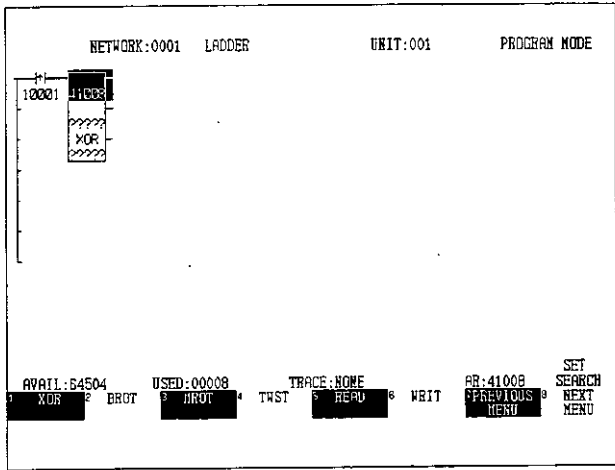 NETWORK:0001 LADDER UNIT:001 PROGRAM MODE
10001 41008
?????
XOR
?????
SET
AVAIL:64504 USED:00008 TRACE:NONE AR:41008 SEARCH
1 XOR 2 BROT 3 MROT 4 TWST 5 READ 6 WRIT 7 PREVIOUS 8 NEXT
MENU MENU